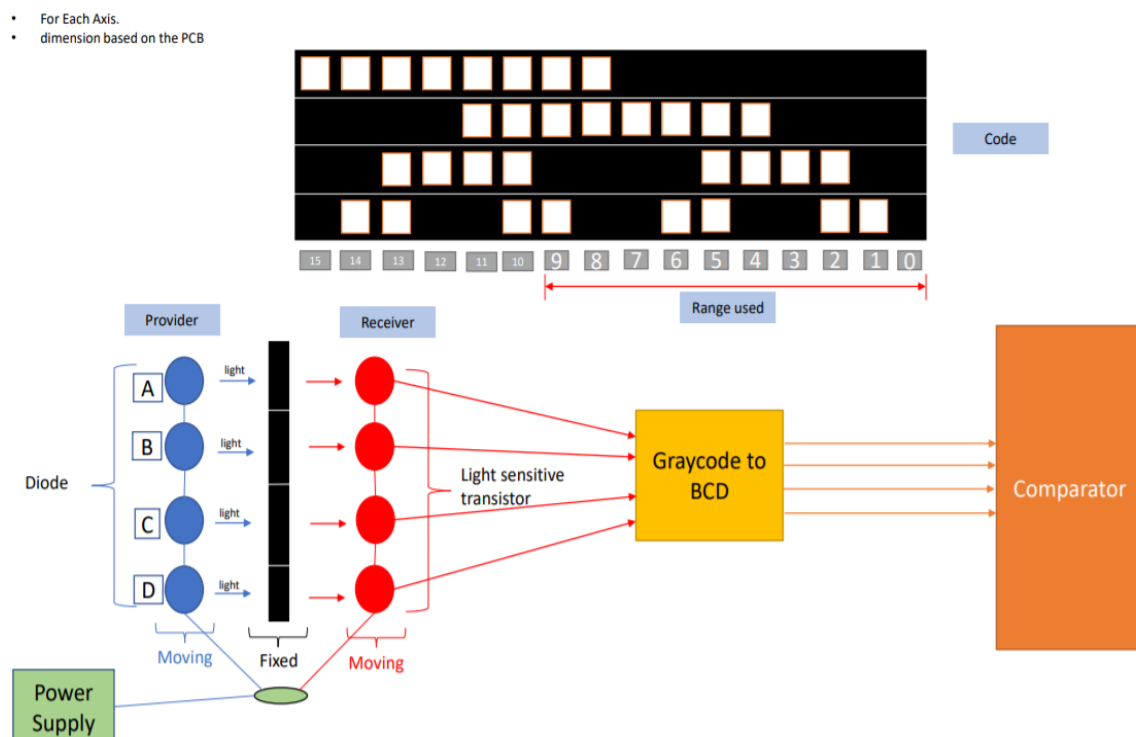 • For Each Axis.
• dimension based on the PCB
Code
15 14 13 12 11 10 9 8 7 6 5 4 3 2 1 0
Range used
Provider
Receiver
A
light
B
light
C
light
D
light
Diode
Light sensitive
transistor
Graycode to
BCD
Comparator
Moving
Fixed
Moving
Power
Supply